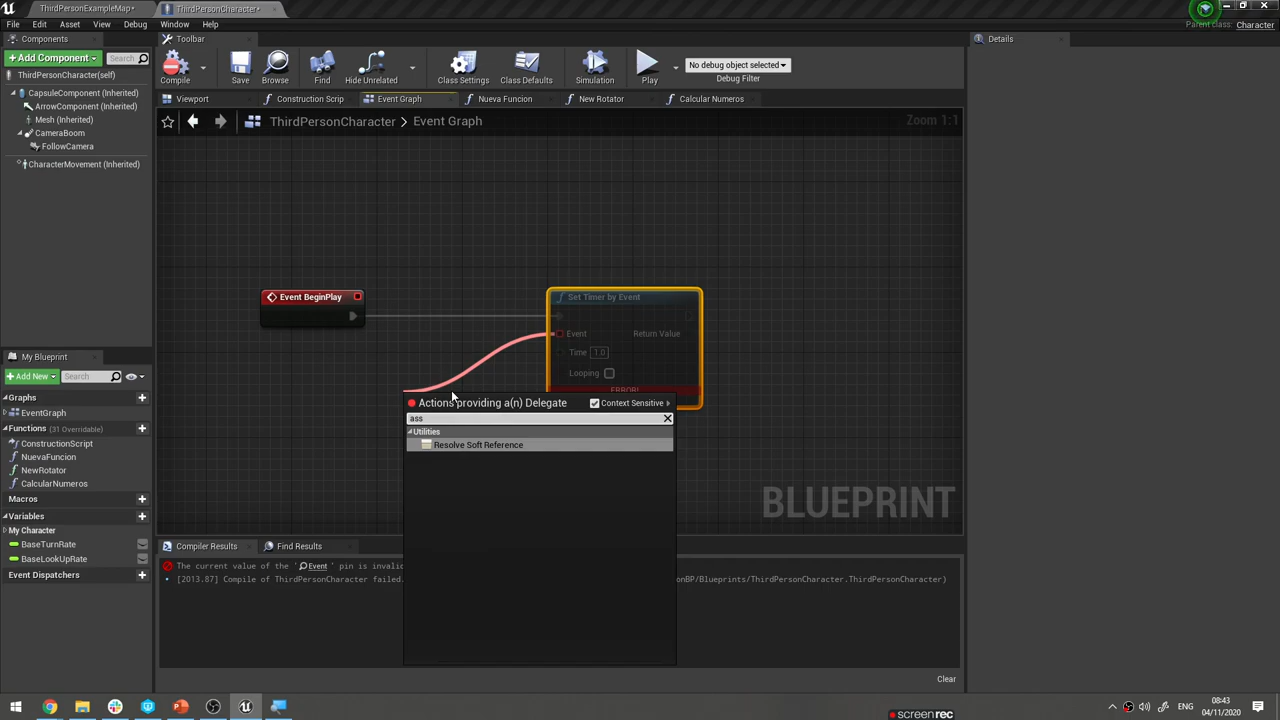 ThirdPersonExampleMap*
ThirdPersonCharacter*
Parent class: Character
File Edit Asset View Debug Window Help
Components
Toolbar
Details
+Add Component
Search
ThirdPersonCharacter(self)
CapsuleComponent (Inherited)
ArrowComponent (Inherited)
Mesh (Inherited)
CameraBoom
FollowCamera
CharacterMovement (Inherited)
Compile
Save
Browse
Find
Hide Unrelated
Class Settings
Class Defaults
Simulation
Play
No debug object selected
Debug Filter
Viewport
Construction Scrip
Event Graph
Nueva Funcion
New Rotator
Calcular Numeros
ThirdPersonCharacter > Event Graph
Zoom 1:1
Event BeginPlay
Set Timer by Event
Event
Return Value
Time 1.0
Looping
ERROR!
Actions providing a(n) Delegate
Context Sensitive
ass
Utilities
Resolve Soft Reference
BLUEPRINT
My Blueprint
+Add New
Search
Graphs
EventGraph
Functions (31 Overridable)
ConstructionScript
NuevaFuncion
NewRotator
CalcularNumeros
Macros
Variables
My Character
BaseTurnRate
BaseLookUpRate
Event Dispatchers
Compiler Results
Find Results
The current value of the ' Event ' pin is invalid
[2013.87] Compile of ThirdPersonCharacter failed. onBP/Blueprints/ThirdPersonCharacter.ThirdPersonCharacter)
Clear
ENG
08:43
04/11/2020
screenrec